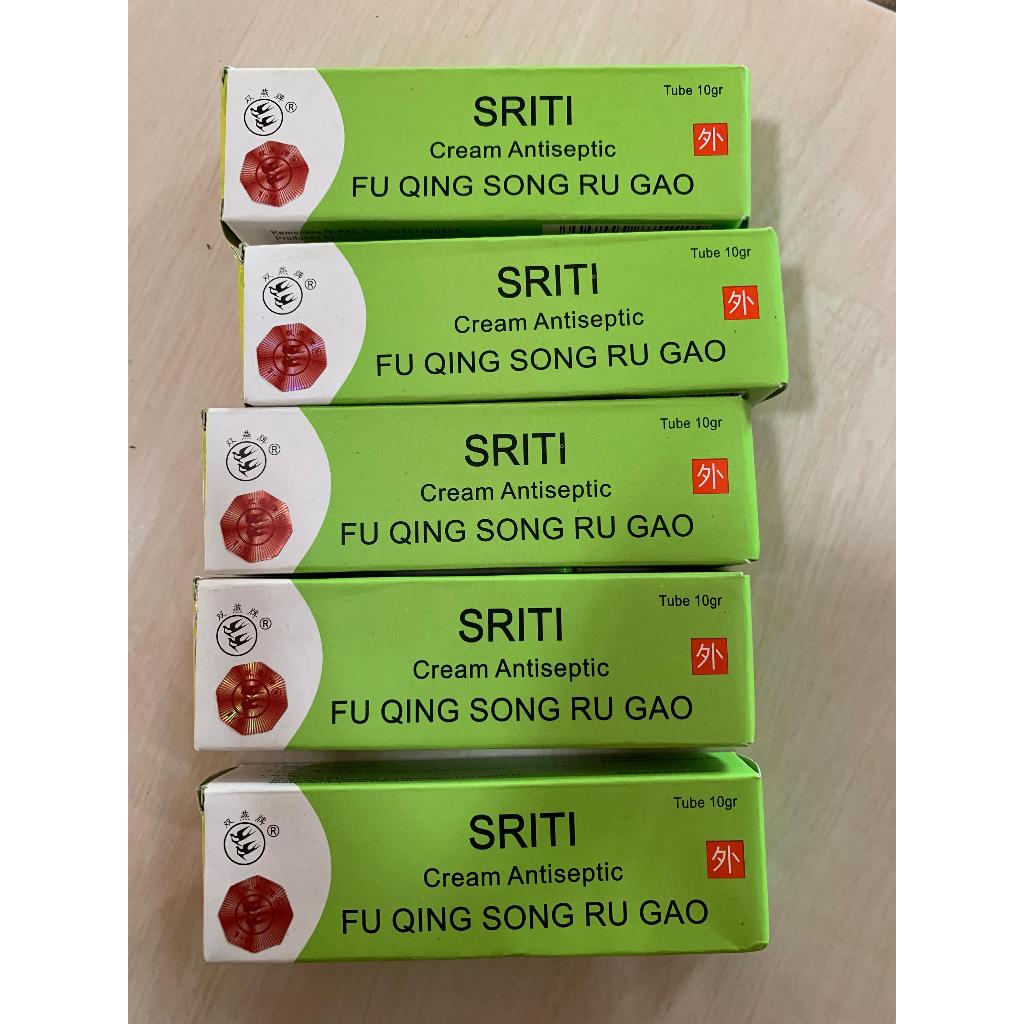 双燕牌®
Tube 10gr
SRITI
外
Cream Antiseptic
FU QING SONG RU GAO
双燕牌®
Tube 10gr
SRITI
外
Cream Antiseptic
FU QING SONG RU GAO
双燕牌®
Tube 10gr
SRITI
外
Cream Antiseptic
FU QING SONG RU GAO
双燕牌®
Tube 10gr
SRITI
外
Cream Antiseptic
FU QING SONG RU GAO
双燕牌®
Tube 10gr
SRITI
外
Cream Antiseptic
FU QING SONG RU GAO